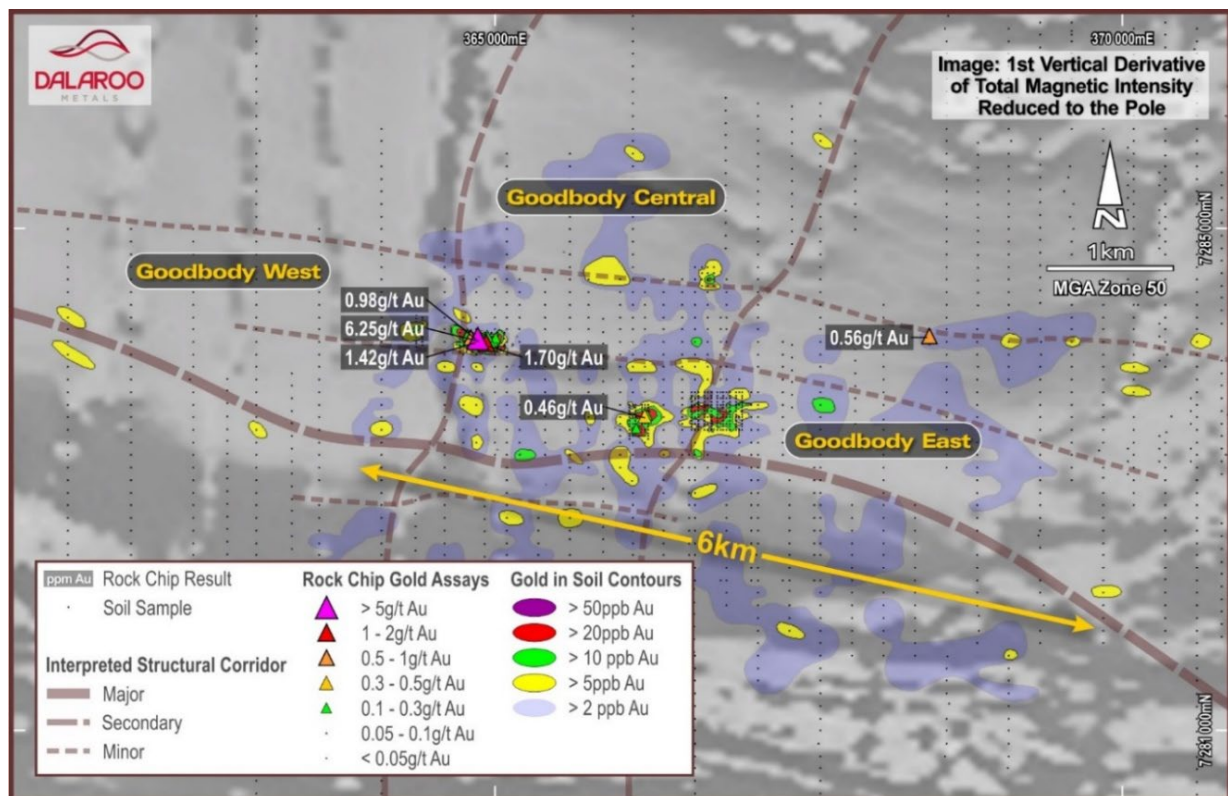 DALAROO
METALS
365 000mE
370 000mE
Image: 1st Vertical Derivative
of Total Magnetic Intensity
Reduced to the Pole
N
1km
MGA Zone 50
7'285 000mN
Goodbody Central
Goodbody West
0.98g/t Au
6.25g/t Au
1.42g/t Au
1.70g/t Au
0.56g/t Au
0.46g/t Au
Goodbody East
6km
7'281 000mN
ppm Au Rock Chip Result
Soil Sample
Interpreted Structural Corridor
Major
Secondary
Minor
Rock Chip Gold Assays
> 5g/t Au
1 - 2g/t Au
0.5 - 1g/t Au
0.3 - 0.5g/t Au
0.1 - 0.3g/t Au
0.05 - 0.1g/t Au
< 0.05g/t Au
Gold in Soil Contours
> 50ppb Au
> 20ppb Au
> 10 ppb Au
> 5ppb Au
> 2 ppb Au